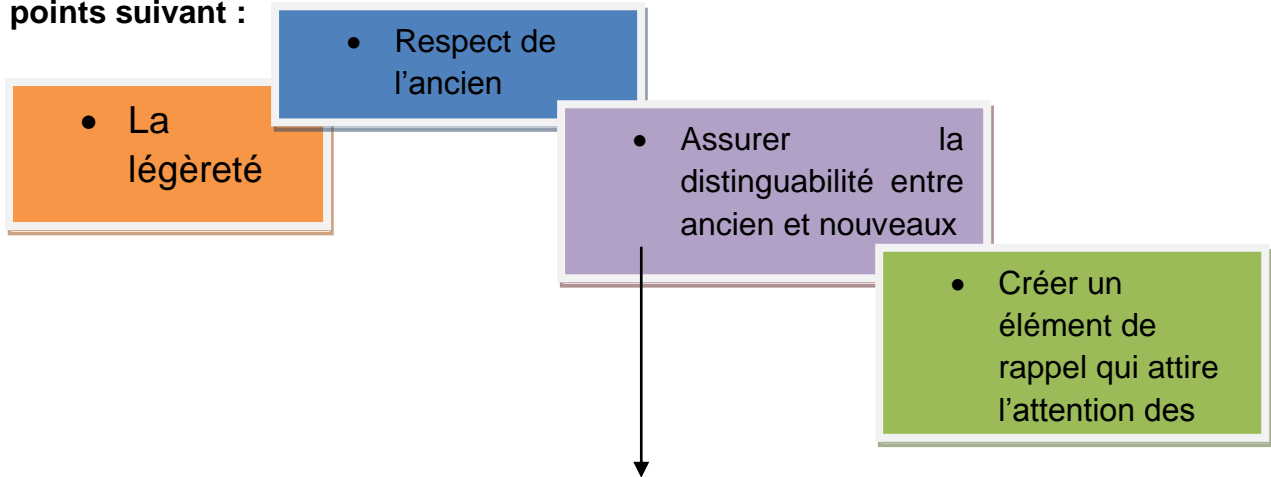 points suivant :
• Respect de
l’ancien
• La
légèreté
• Assurer la
distinguabilité entre
ancien et nouveaux
• Créer un
élément de
rappel qui attire
l’attention des